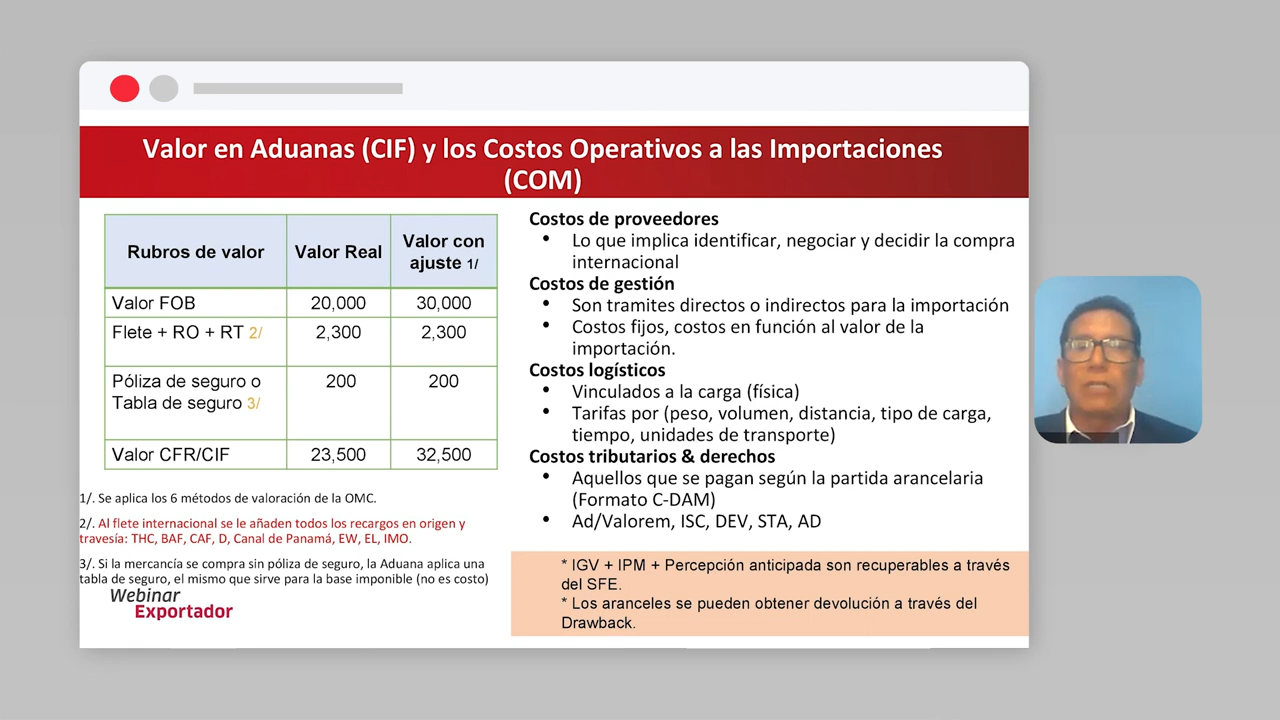 Valor en Aduanas (CIF) y los Costos Operativos a las Importaciones
(COM)
Rubros de valor
Valor Real
Valor con
ajuste 1/
Valor FOB
20,000
30,000
Flete + RO + RT 2/
2,300
2,300
Póliza de seguro o
Tabla de seguro 3/
200
200
Valor CFR/CIF
23,500
32,500
1/. Se aplica los 6 métodos de valoración de la OMC.
2/. Al flete internacional se le añaden todos los recargos en origen y
travesía: THC, BAF, CAF, D, Canal de Panamá, EW, EL, IMO.
3/. Si la mercancía se compra sin póliza de seguro, la Aduana aplica una
tabla de seguro, el mismo que sirve para la base imponible (no es costo)
Webinar
Exportador
Costos de proveedores
• Lo que implica identificar, negociar y decidir la compra
internacional
Costos de gestión
• Son tramites directos o indirectos para la importación
• Costos fijos, costos en función al valor de la
importación.
Costos logísticos
• Vinculados a la carga (física)
• Tarifas por (peso, volumen, distancia, tipo de carga,
tiempo, unidades de transporte)
Costos tributarios & derechos
• Aquellos que se pagan según la partida arancelaria
(Formato C-DAM)
• Ad/Valorem, ISC, DEV, STA, AD
* IGV + IPM + Percepción anticipada son recuperables a través
del SFE.
* Los aranceles se pueden obtener devolución a través del
Drawback.